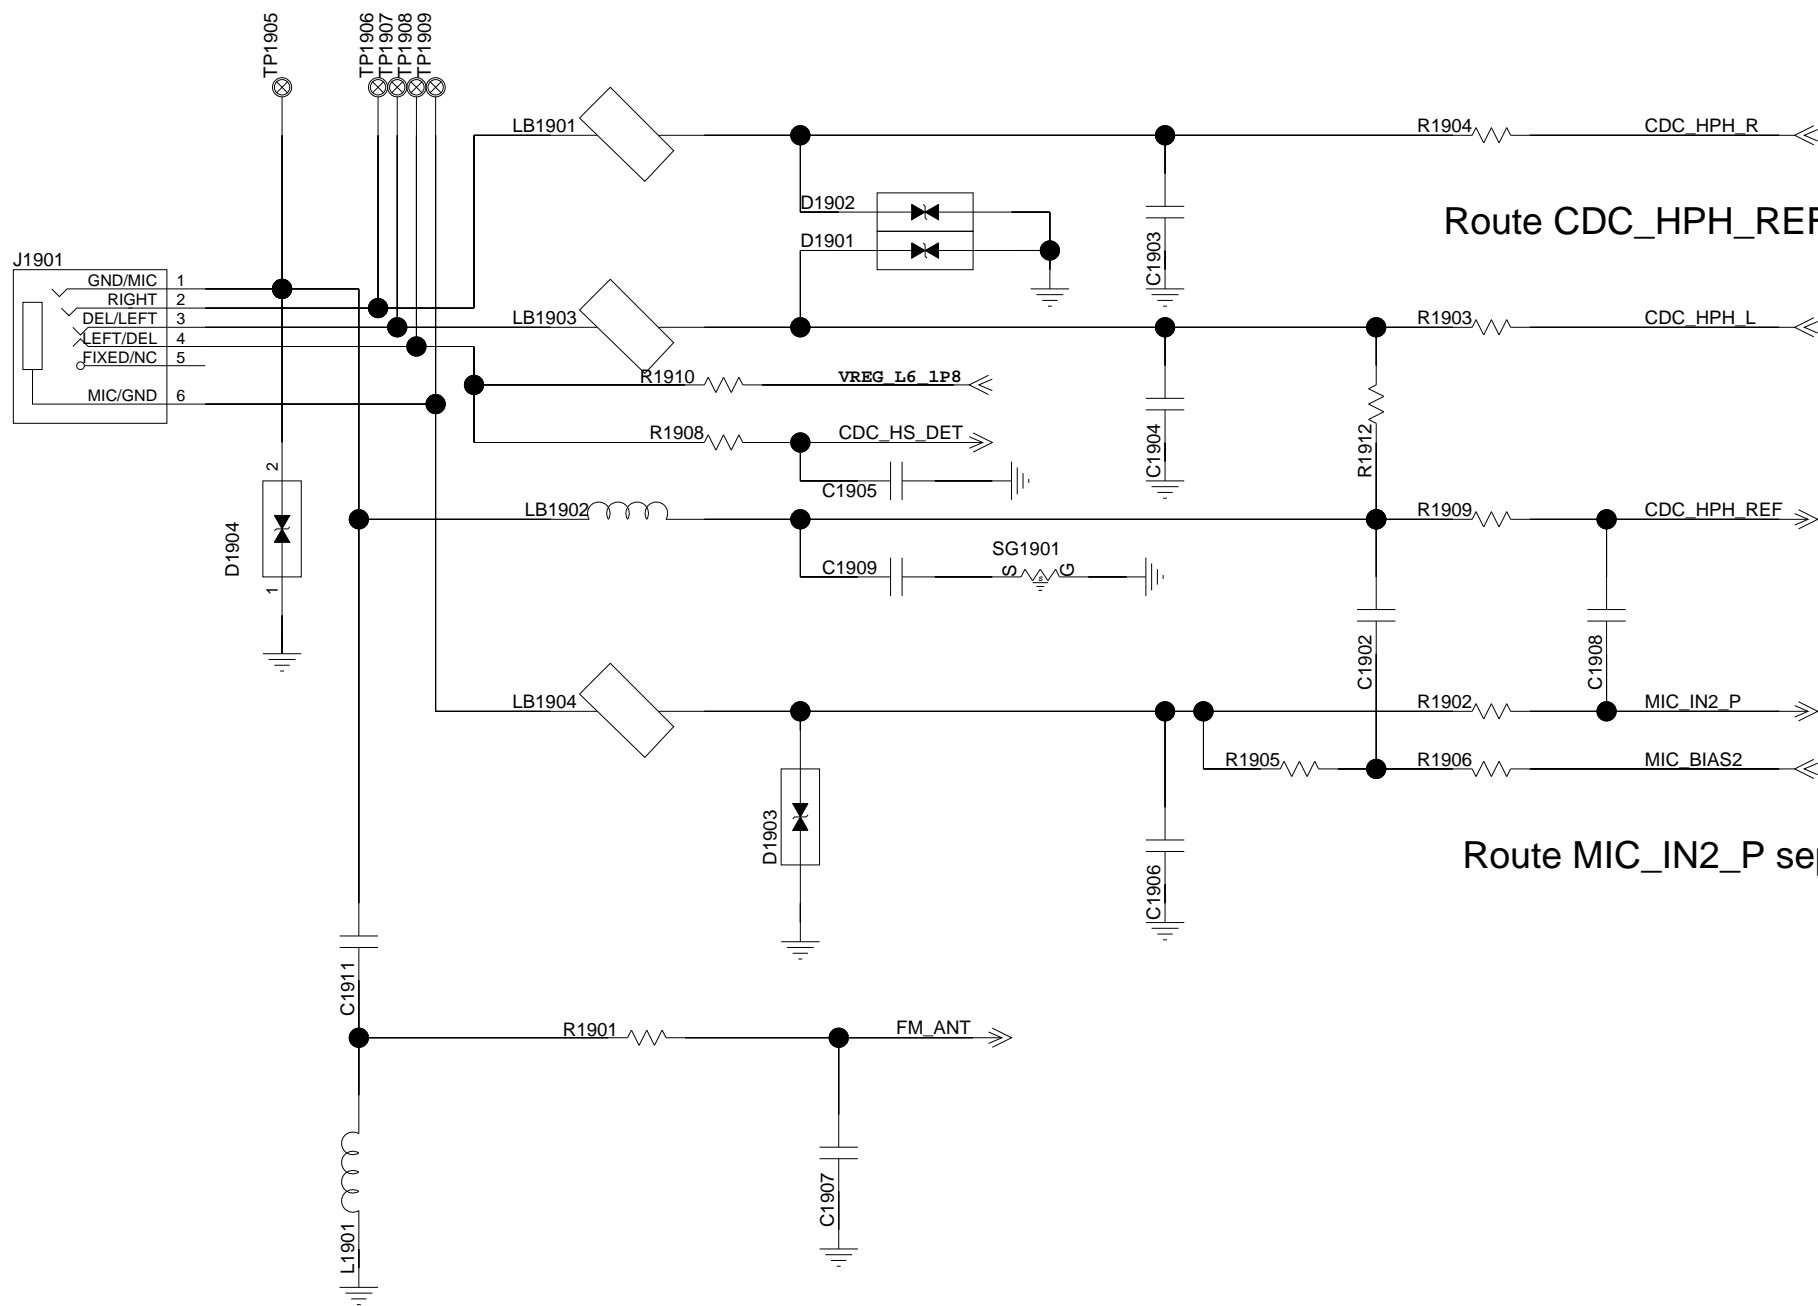 TP1905
TP1906
TP1907
TP1908
TP1909
LB1901
R1904
CDC_HPH_R
D1902
D1901
C1903
Route CDC_HPH_REF
J1901
GND/MIC 1
RIGHT 2
DEL/LEFT 3
LEFT/DEL 4
FIXED/NC 5
MIC/GND 6
LB1903
R1903
CDC_HPH_L
R1910
VREG_L6_1P8
R1908
CDC_HS_DET
C1904
R1912
C1905
2
D1904
1
LB1902
R1909
CDC_HPH_REF
C1909
SG1901
S
s
G
C1902
C1908
LB1904
R1902
MIC_IN2_P
R1905
R1906
MIC_BIAS2
D1903
C1906
Route MIC_IN2_P
C1911
R1901
FM_ANT
C1907
L1901